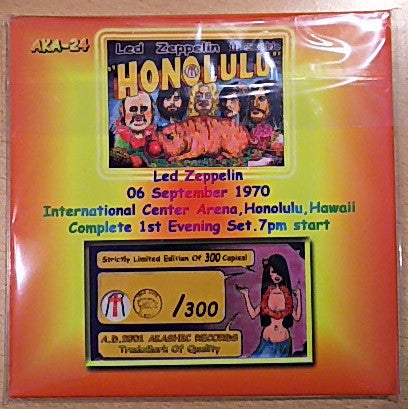 AKA-24
Led Zeppelin
"HONOLULU"
Led Zeppelin
06 September 1970
International Center Arena,Honolulu,Hawaii
Complete 1st Evening Set.7pm start
Strictly Limited Edition Of 300 Copies!
/300
AKASHIC RECORDS
TradeMark Of Quality